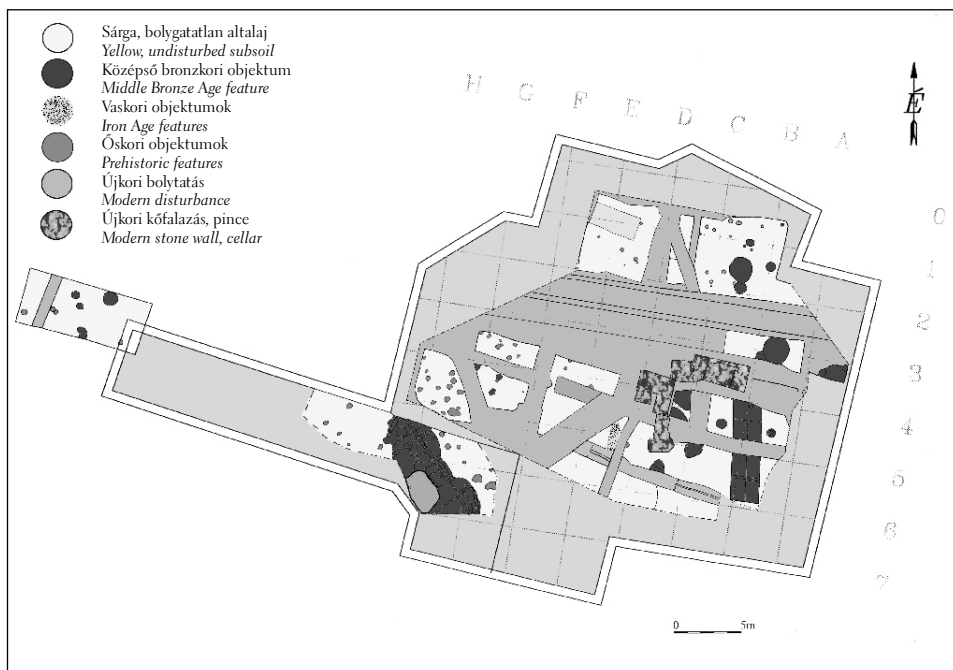 Sárga, bolygatatlan altalaj
Yellow, undisturbed subsoil
Középső bronzkori objektum
Middle Bronze Age feature
Vaskori objektumok
Iron Age features
Őskori objektumok
Prehistoric features
Újkori bolytatás
Modern disturbance
Újkori kőfalazás, pince
Modern stone wall, cellar
H G F E D C B A
É
0
1
2
3
4
5
6
7
0 5m